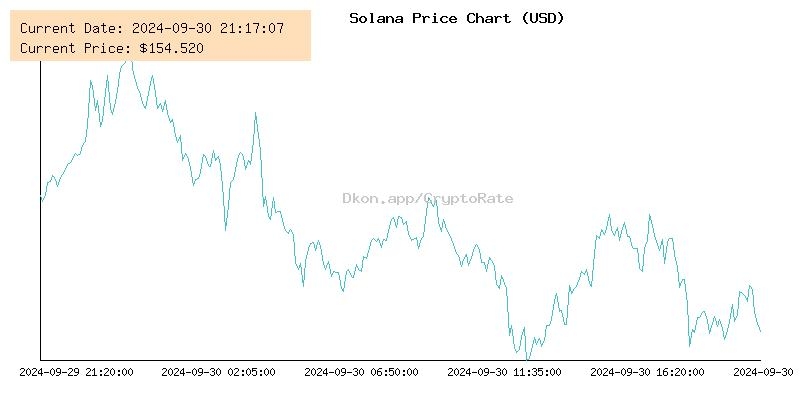 Solana Price Chart (USD)
Current Date: 2024-09-30 21:17:07
Current Price: $154.520
Dkon.app/CryptoRate
2024-09-29 21:20:00
2024-09-30 02:05:00
2024-09-30 06:50:00
2024-09-30 11:35:00
2024-09-30 16:20:00
2024-09-30